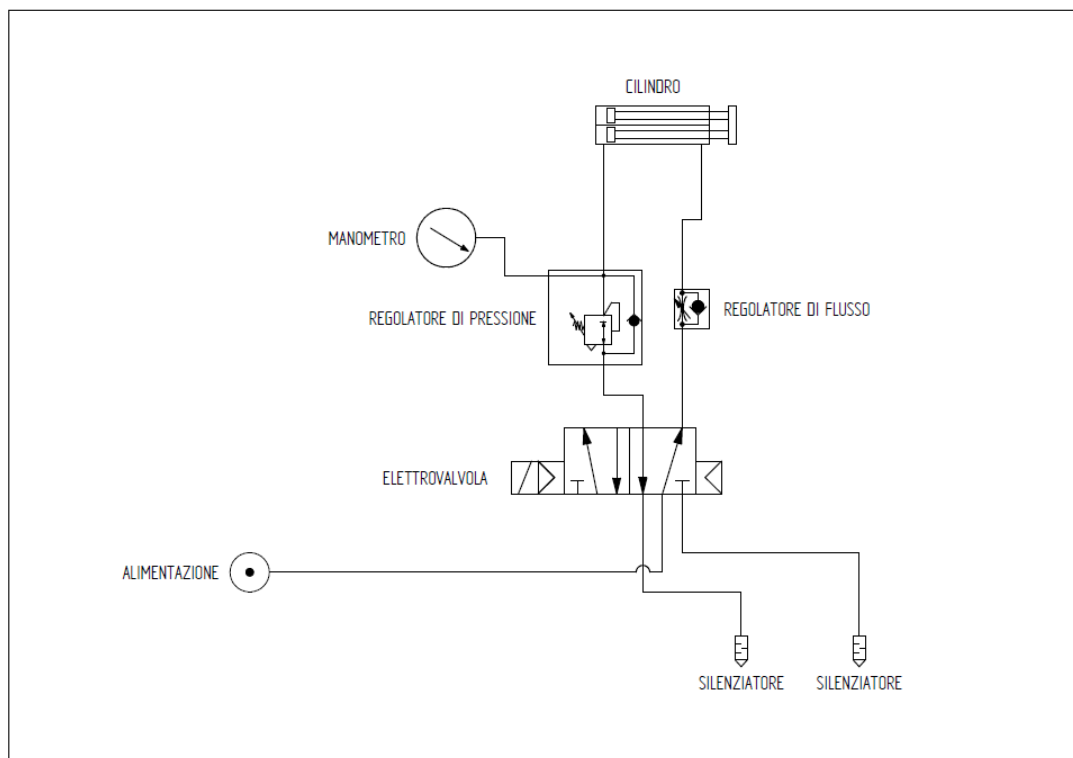 CILINDRO
MANOMETRO
REGOLATORE DI PRESSIONE
REGOLATORE DI FLUSSO
ELETTROVALVOLA
ALIMENTAZIONE
SILENZIATORE
SILENZIATORE